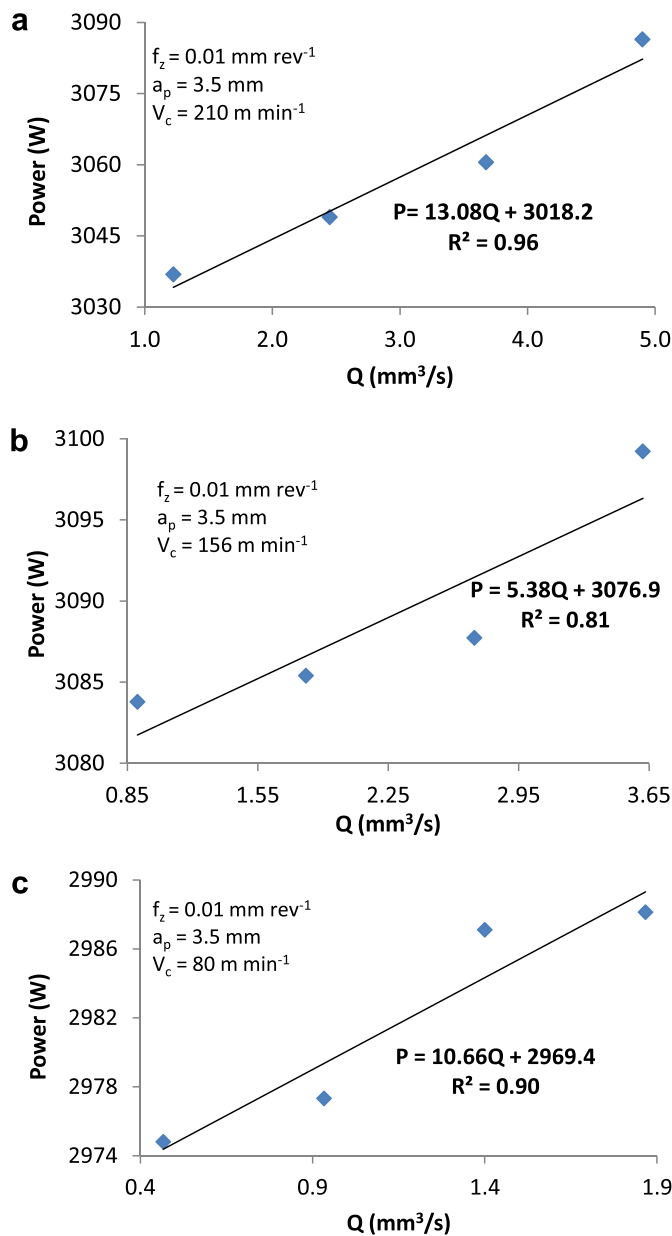 a
3090
3075
3060
3045
3030
Power (W)
f_z = 0.01 mm rev⁻¹
a_p = 3.5 mm
V_c = 210 m min⁻¹
P= 13.08Q + 3018.2
R² = 0.96
1.0 2.0 3.0 4.0 5.0
Q (mm³/s)
b
3100
3095
3090
3085
3080
Power (W)
f_z = 0.01 mm rev⁻¹
a_p = 3.5 mm
V_c = 156 m min⁻¹
P = 5.38Q + 3076.9
R² = 0.81
0.85 1.55 2.25 2.95 3.65
Q (mm³/s)
c
2990
2986
2982
2978
2974
Power (W)
f_z = 0.01 mm rev⁻¹
a_p = 3.5 mm
V_c = 80 m min⁻¹
P = 10.66Q + 2969.4
R² = 0.90
0.4 0.9 1.4 1.9
Q (mm³/s)